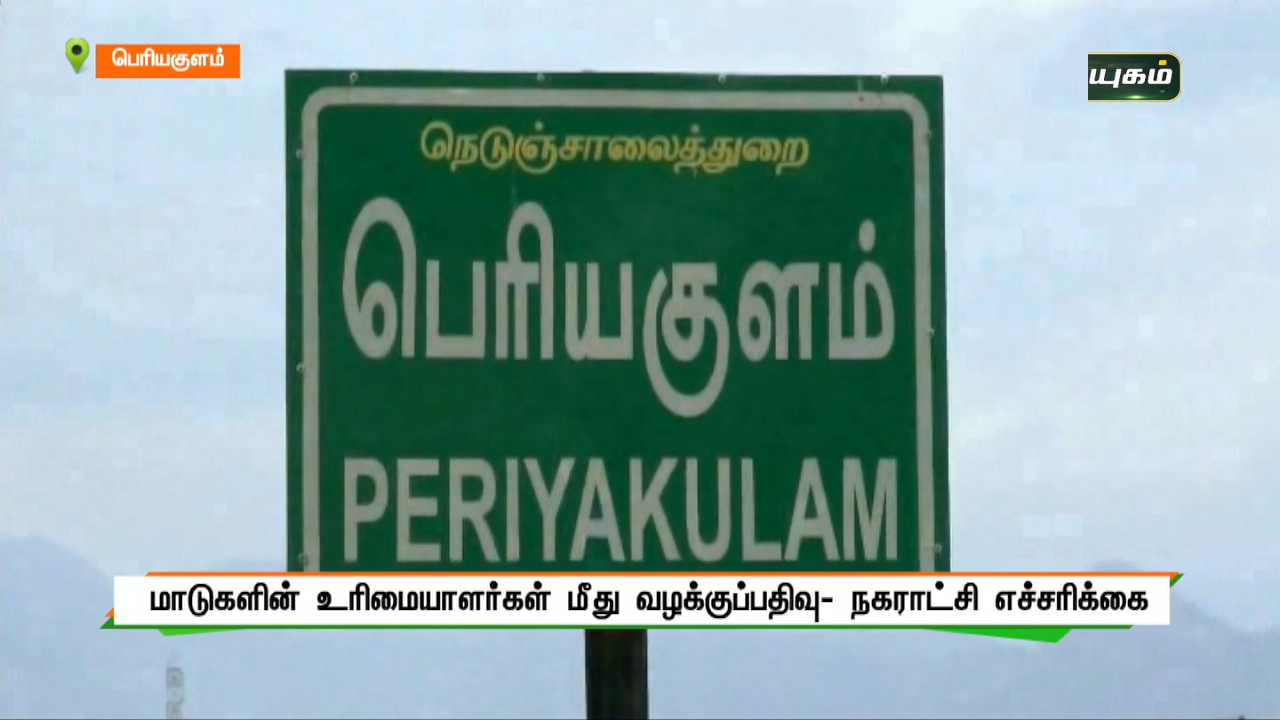 பெரியகுளம்
யுகம்
நெடுஞ்சாலைத்துறை
பெரியகுளம்
PERIYAKULAM
மாடுகளின் உரிமையாளர்கள் மீது வழக்குப்பதிவு- நகராட்சி எச்சரிக்கை